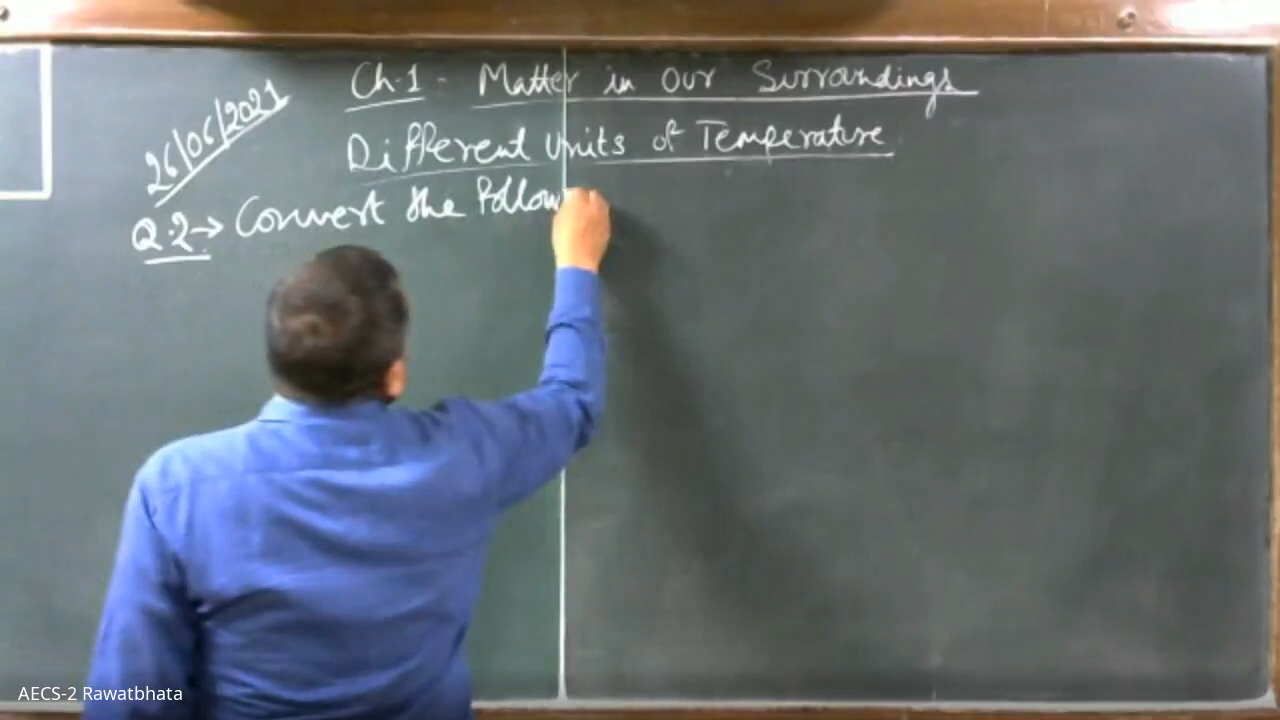 26/06/2021
Ch-1 - Matter in Our Surroundings
Different Units of Temperature
Q.2→ Convert the Follow
AECS-2 Rawatbhata